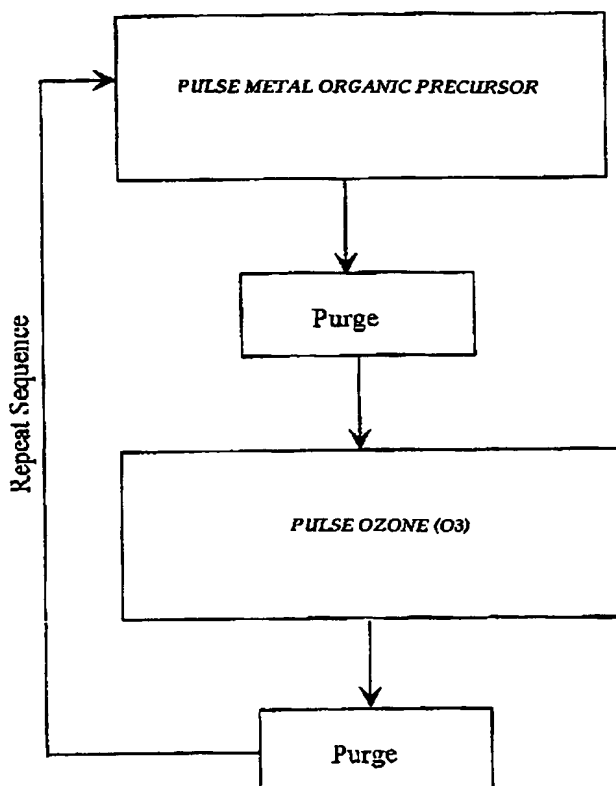 PULSE METAL ORGANIC PRECURSOR
Purge
Repeat Sequence
PULSE OZONE (O3)
Purge